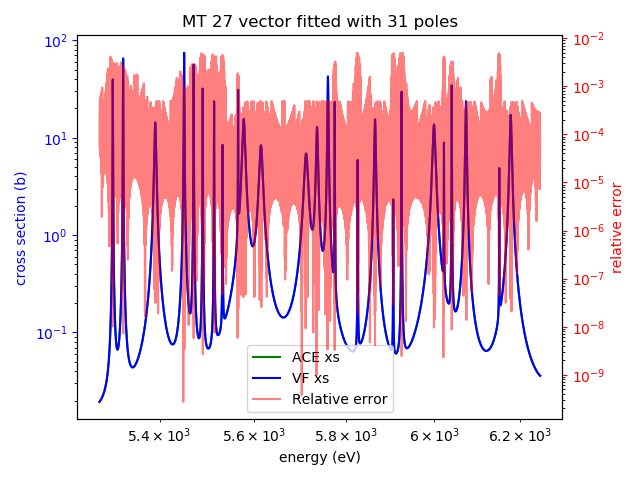 MT 27 vector fitted with 31 poles
10²
10¹
10⁰
10⁻¹
cross section (b)
10⁻²
10⁻³
10⁻⁴
10⁻⁵
10⁻⁶
10⁻⁷
10⁻⁸
10⁻⁹
relative error
ACE xs
VF xs
Relative error
5.4 × 10³ 5.6 × 10³ 5.8 × 10³ 6 × 10³ 6.2 × 10³
energy (eV)